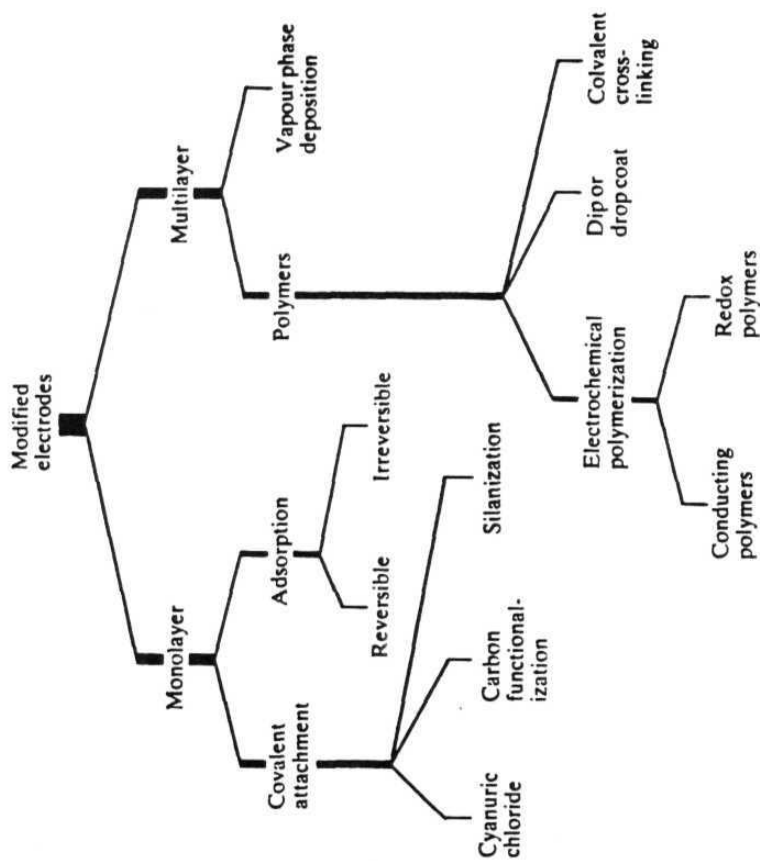 Modified
electrodes
Monolayer
Multilayer
Covalent
attachment
Adsorption
Polymers
Vapour phase
deposition
Reversible
Irreversible
Cyanuric
chloride
Carbon
functional-
ization
Silanization
Electrochemical
polymerization
Dip or
drop coat
Colvalent
cross-
linking
Conducting
polymers
Redox
polymers